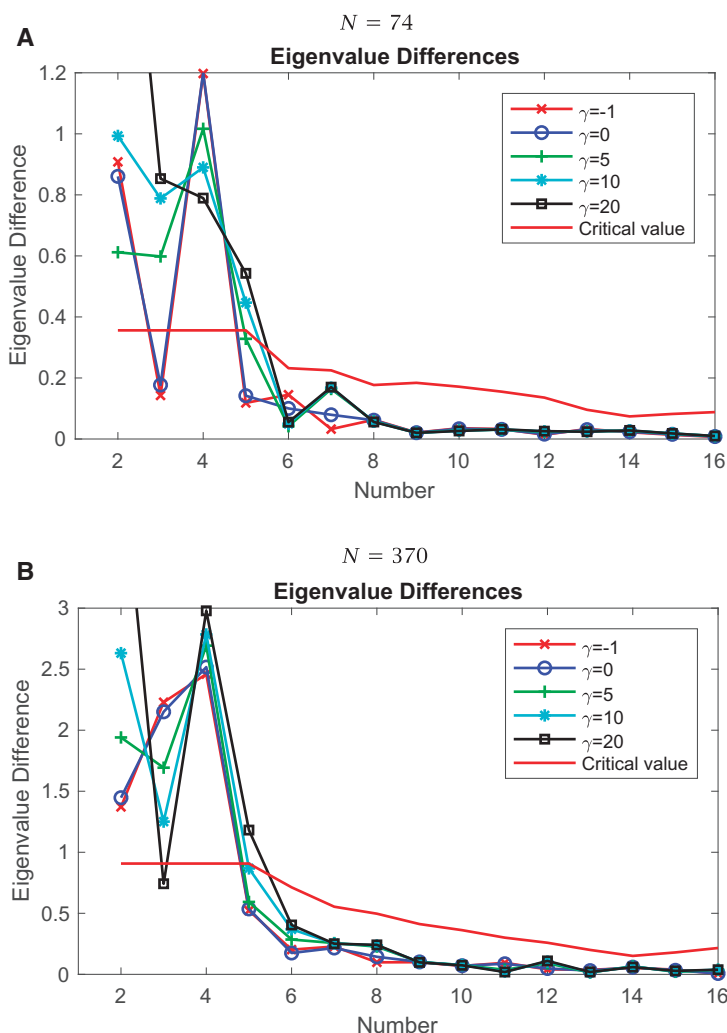 N = 74
A
Eigenvalue Differences
1.2
1
0.8
0.6
0.4
0.2
0
Eigenvalue Difference
γ=-1
γ=0
γ=5
γ=10
γ=20
Critical value
2 4 6 8 10 12 14 16
Number
N = 370
B
Eigenvalue Differences
3
2.5
2
1.5
1
0.5
0
Eigenvalue Difference
γ=-1
γ=0
γ=5
γ=10
γ=20
Critical value
2 4 6 8 10 12 14 16
Number